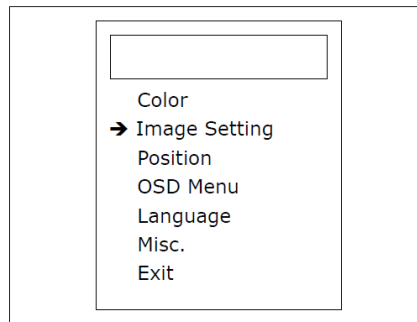 Color
➔ Image Setting
Position
OSD Menu
Language
Misc.
Exit